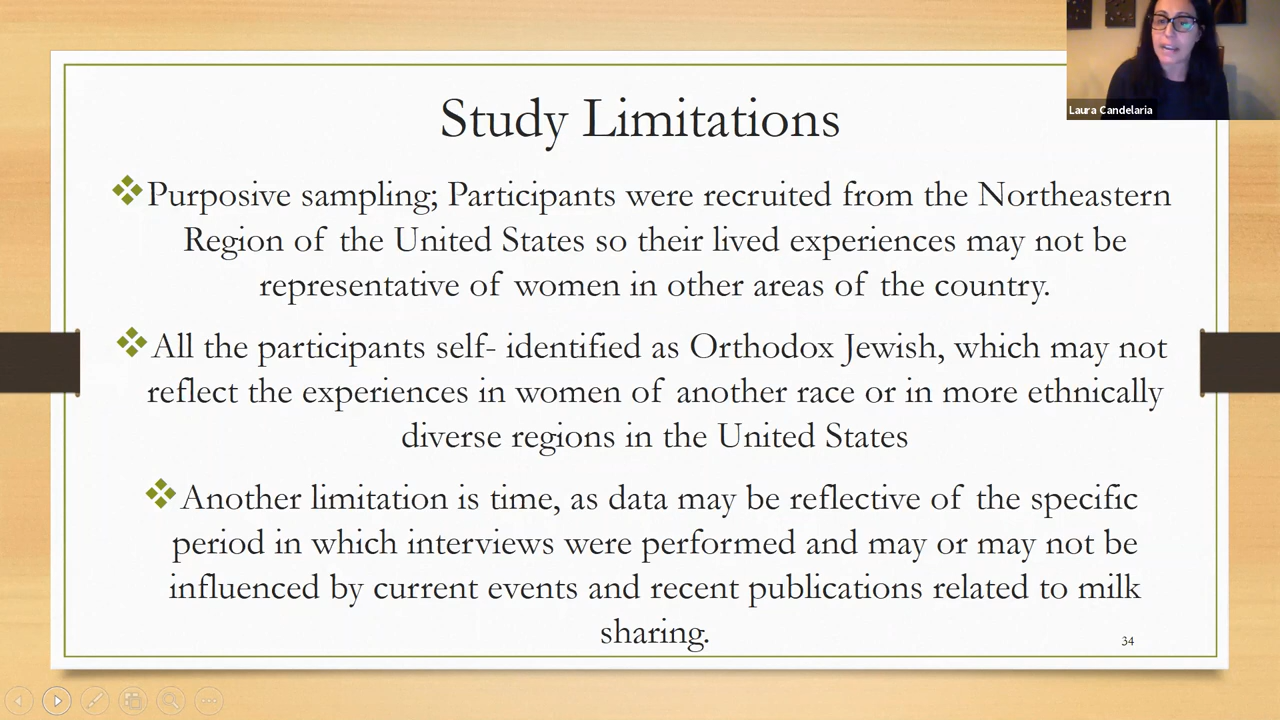 Laura Candelaria
Study Limitations
Purposive sampling; Participants were recruited from the Northeastern
Region of the United States so their lived experiences may not be
representative of women in other areas of the country.
All the participants self- identified as Orthodox Jewish, which may not
reflect the experiences in women of another race or in more ethnically
diverse regions in the United States
Another limitation is time, as data may be reflective of the specific
period in which interviews were performed and may or may not be
influenced by current events and recent publications related to milk
sharing.
34